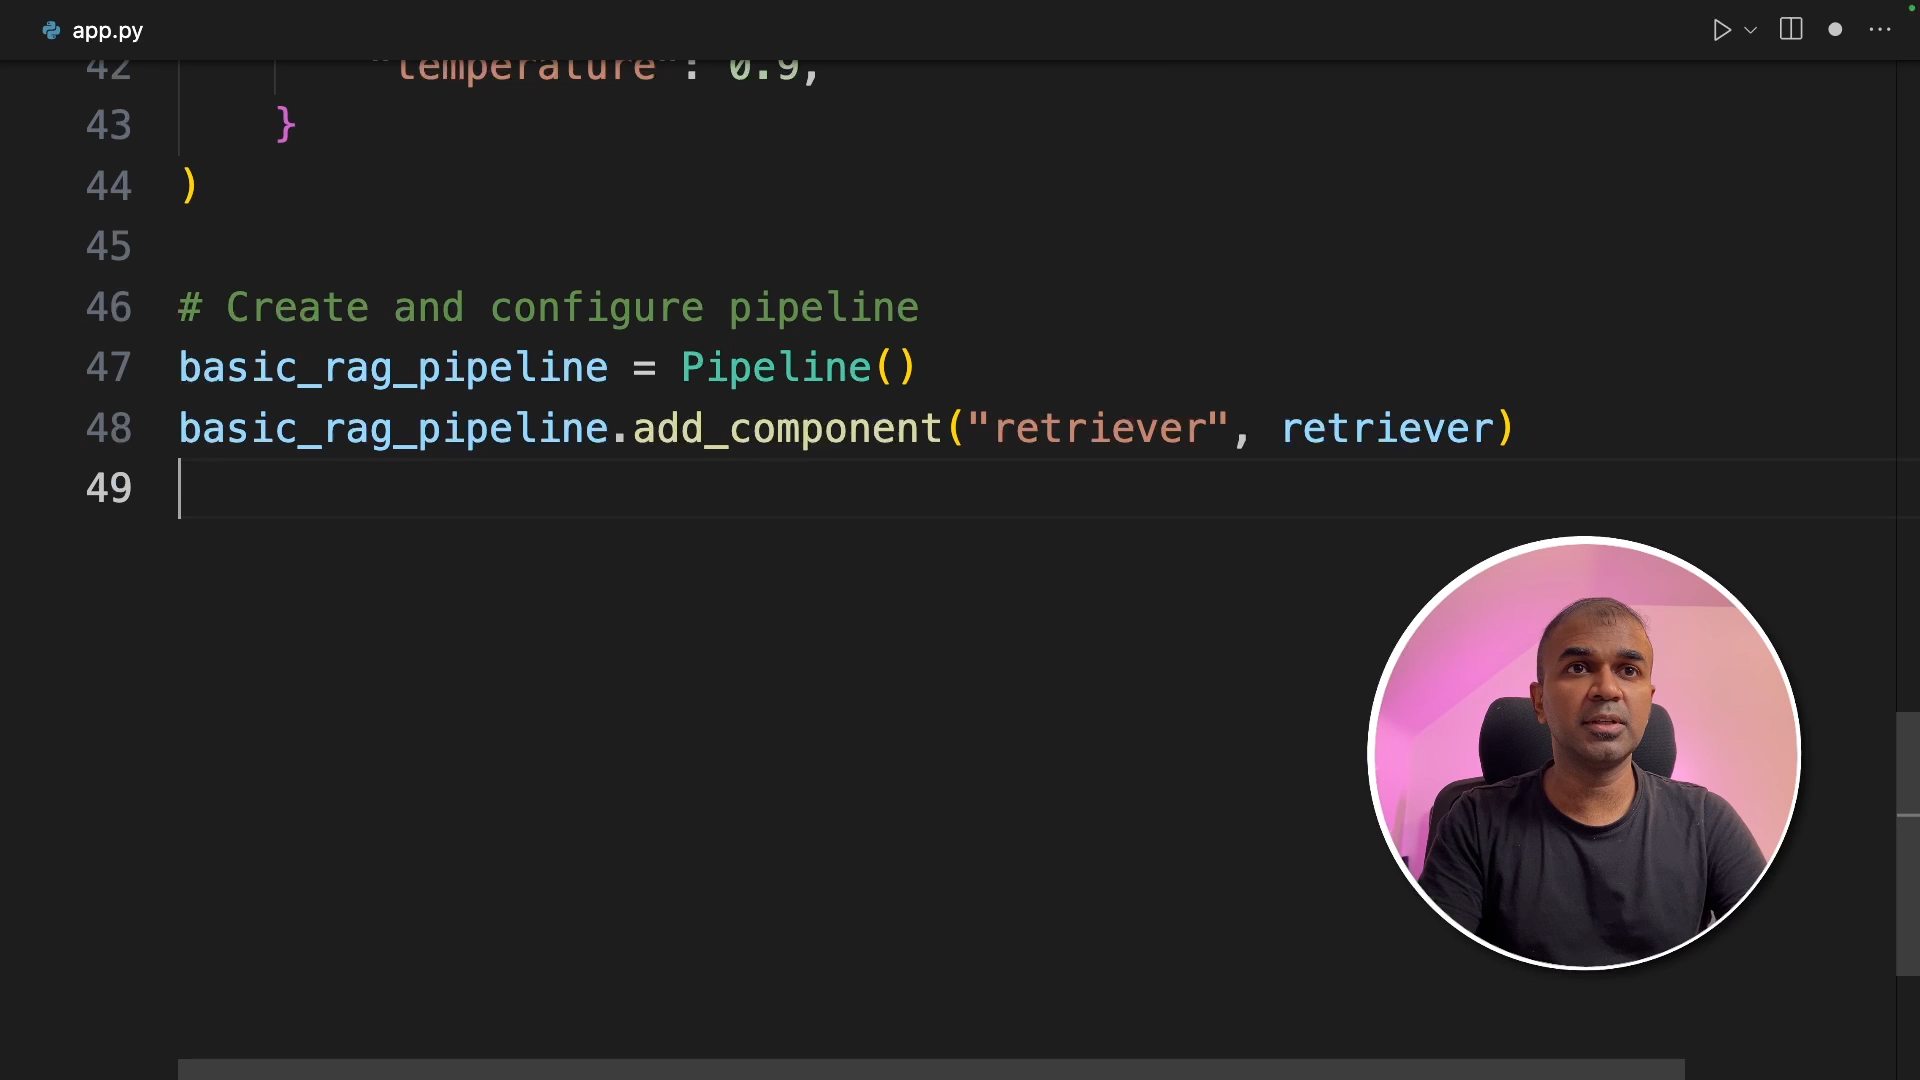 app.py
42 "temperature": 0.9,
43 }
44 )
45
46 # Create and configure pipeline
47 basic_rag_pipeline = Pipeline()
48 basic_rag_pipeline.add_component("retriever", retriever)
49